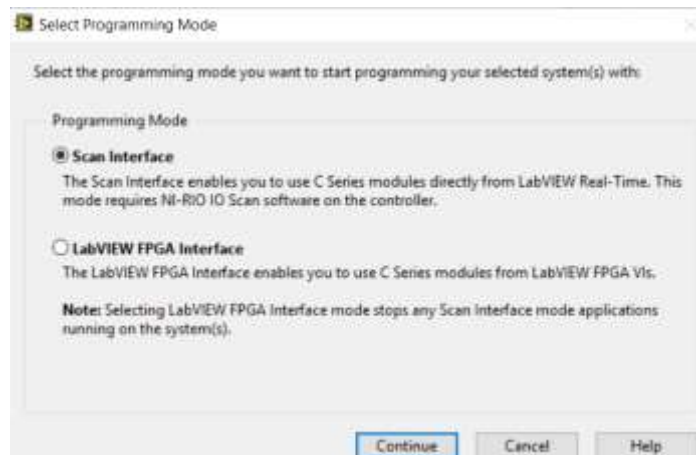 Select Programming Mode
Select the programming mode you want to start programming your selected system(s) with:
Programming Mode
Scan Interface
The Scan Interface enables you to use C Series modules directly from LabVIEW Real-Time. This
mode requires NI-RIO IO Scan software on the controller.
LabVIEW FPGA Interface
The LabVIEW FPGA Interface enables you to use C Series modules from LabVIEW FPGA VIs.
Note: Selecting LabVIEW FPGA Interface mode stops any Scan Interface mode applications
running on the system(s).
Continue Cancel Help